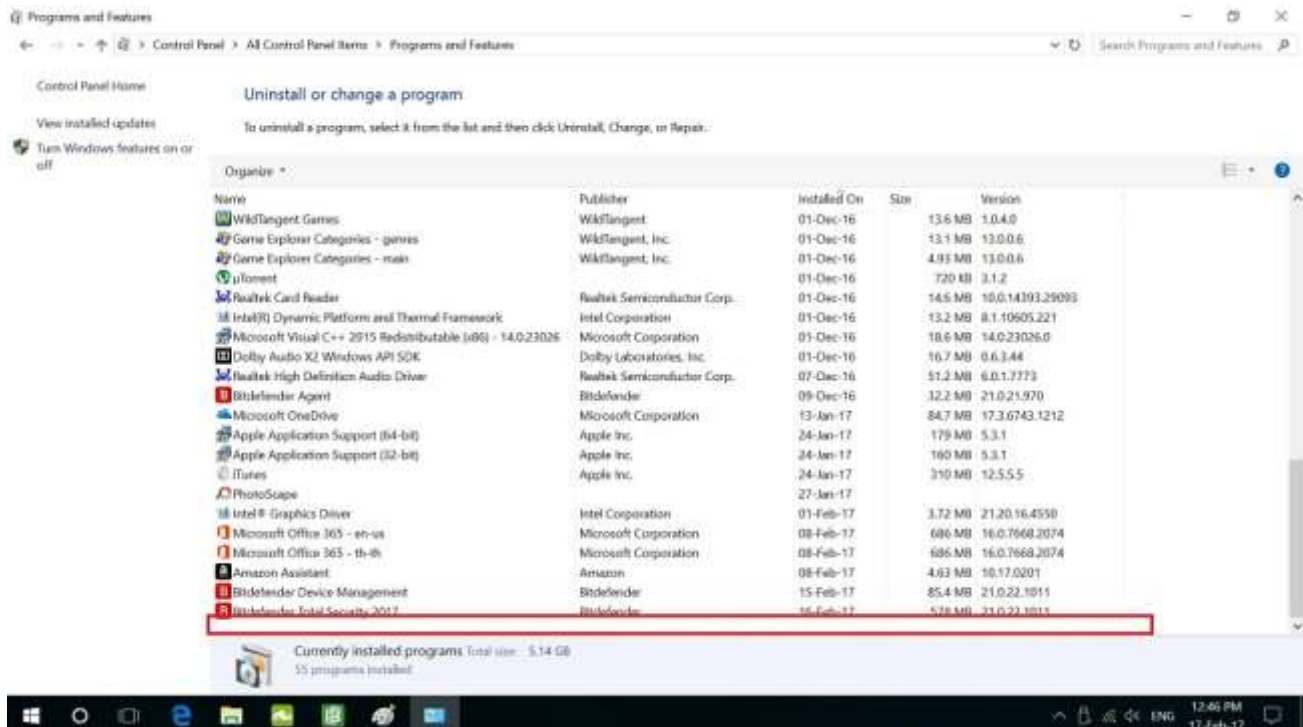 Programs and Features
Control Panel > All Control Panel Items > Programs and Features
Search Programs and Features
Control Panel Home
View installed updates
Turn Windows features on or
off
Uninstall or change a program
To uninstall a program, select it from the list and then click Uninstall, Change, or Repair.
Organize
Name Publisher Installed On Size Version
WildTangent Games WildTangent 01-Dec-16 13.6 MB 1.0.4.0
Game Explorer Categories - genres WildTangent, Inc. 01-Dec-16 13.1 MB 13.0.0.6
Game Explorer Categories - main WildTangent, Inc. 01-Dec-16 4.93 MB 13.0.0.6
µTorrent 01-Dec-16 720 KB 3.1.2
Realtek Card Reader Realtek Semiconductor Corp. 01-Dec-16 14.6 MB 10.0.14393.29093
Intel(R) Dynamic Platform and Thermal Framework Intel Corporation 01-Dec-16 13.2 MB 8.1.10605.221
Microsoft Visual C++ 2015 Redistributable (x86) - 14.0.23026 Microsoft Corporation 01-Dec-16 18.6 MB 14.0.23026.0
Dolby Audio X2 Windows API SDK Dolby Laboratories, Inc. 01-Dec-16 16.7 MB 0.6.3.44
Realtek High Definition Audio Driver Realtek Semiconductor Corp. 07-Dec-16 51.2 MB 6.0.1.7773
Bitdefender Agent Bitdefender 09-Dec-16 32.2 MB 21.0.21.970
Microsoft OneDrive Microsoft Corporation 13-Jan-17 84.7 MB 17.3.6743.1212
Apple Application Support (64-bit) Apple Inc. 24-Jan-17 179 MB 5.3.1
Apple Application Support (32-bit) Apple Inc. 24-Jan-17 160 MB 5.3.1
iTunes Apple Inc. 24-Jan-17 310 MB 12.5.5.5
PhotoScape 27-Jan-17
Intel® Graphics Driver Intel Corporation 01-Feb-17 3.72 MB 21.20.16.4550
Microsoft Office 365 - en-us Microsoft Corporation 08-Feb-17 686 MB 16.0.7668.2074
Microsoft Office 365 - th-th Microsoft Corporation 08-Feb-17 686 MB 16.0.7668.2074
Amazon Assistant Amazon 08-Feb-17 4.63 MB 10.17.0201
Bitdefender Device Management Bitdefender 15-Feb-17 85.4 MB 21.0.22.1011
Bitdefender Total Security 2017 Bitdefender 16-Feb-17 578 MB 21.0.22.1011
Currently installed programs Total size: 5.14 GB
55 programs installed
ENG
12:46 PM
17-Feb-17